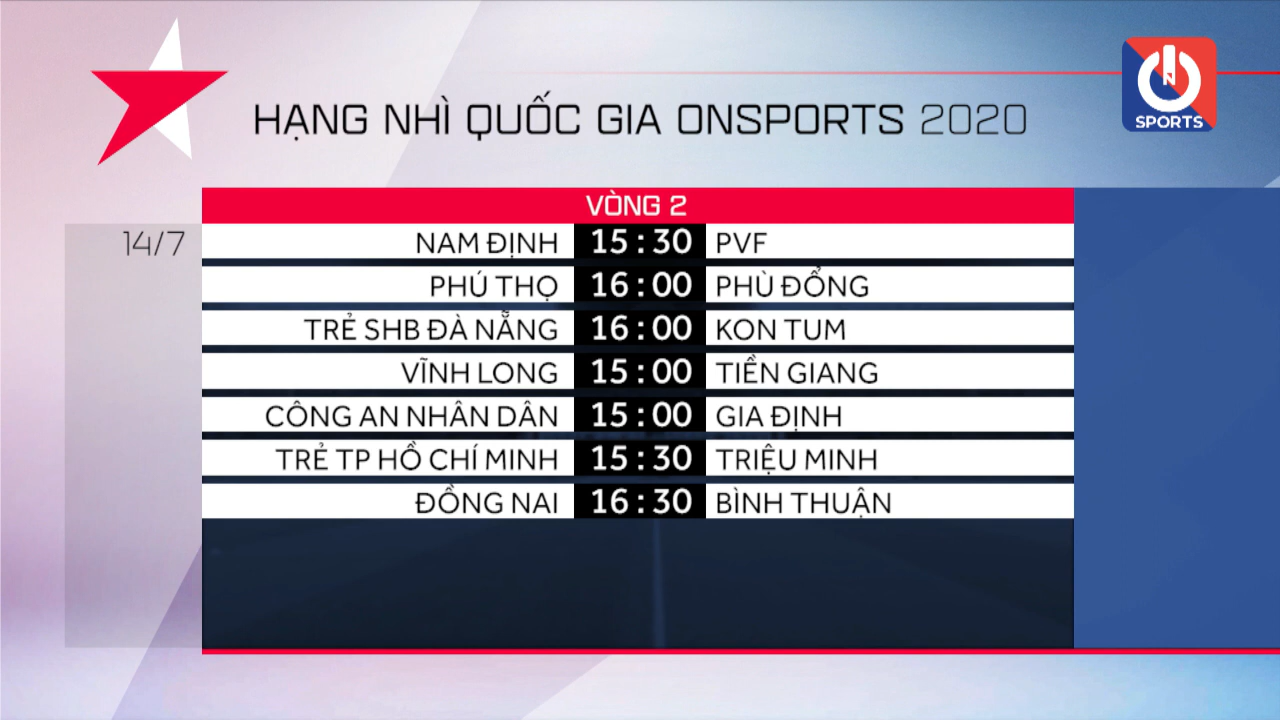 HẠNG NHÌ QUỐC GIA ONSPORTS 2020
SPORTS
VÒNG 2
14/7 NAM ĐỊNH 15:30 PVF
PHÚ THỌ 16:00 PHÙ ĐỔNG
TRẺ SHB ĐÀ NẴNG 16:00 KON TUM
VĨNH LONG 15:00 TIỀN GIANG
CÔNG AN NHÂN DÂN 15:00 GIA ĐỊNH
TRẺ TP HỒ CHÍ MINH 15:30 TRIỆU MINH
ĐỒNG NAI 16:30 BÌNH THUẬN